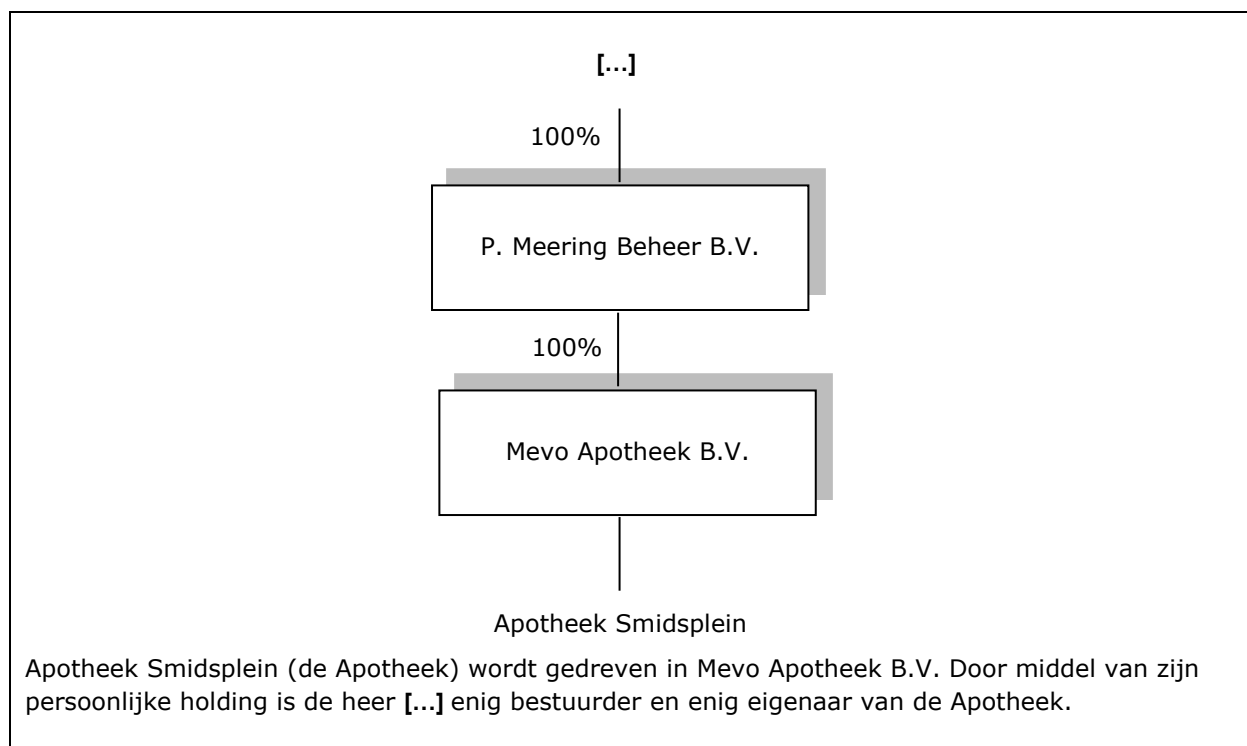 [...]
100%
P. Meering Beheer B.V.
100%
Mevo Apotheek B.V.
Apotheek Smidsplein
Apotheek Smidsplein (de Apotheek) wordt gedreven in Mevo Apotheek B.V. Door middel van zijn
persoonlijke holding is de heer [...] enig bestuurder en enig eigenaar van de Apotheek.